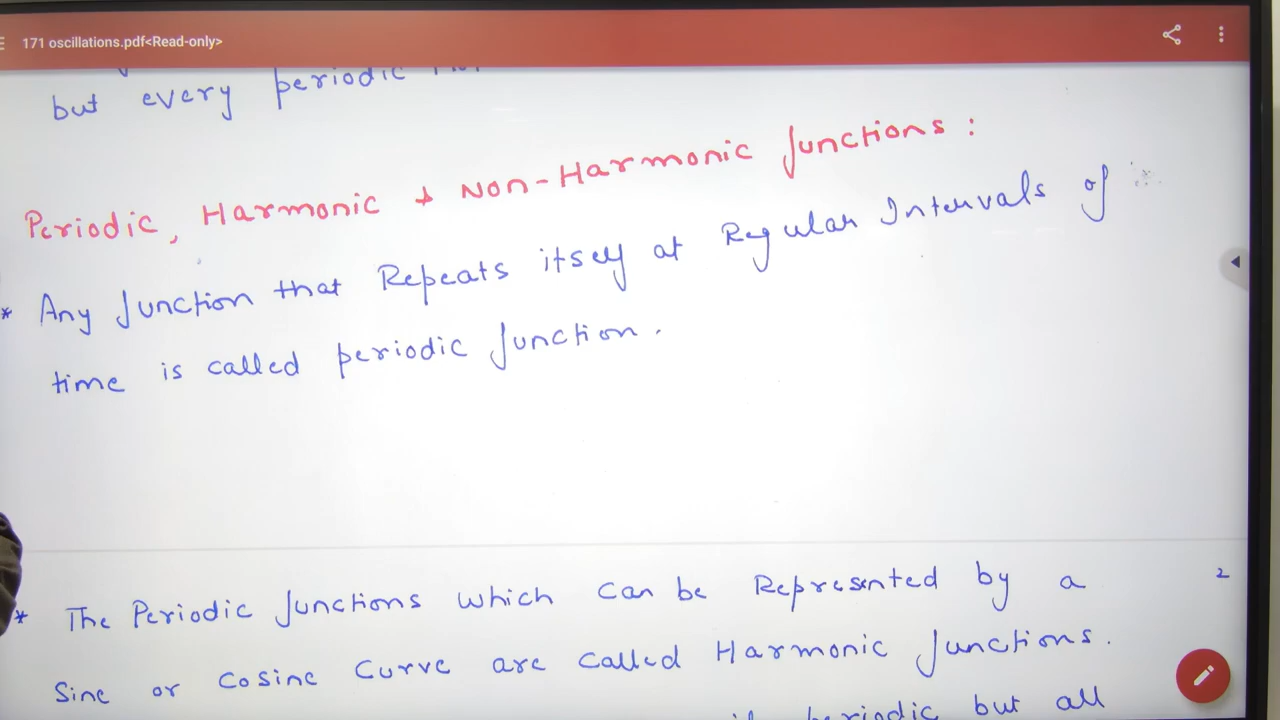 171 oscillations.pdf<Read-only>
but every periodic
Periodic, Harmonic & Non-Harmonic functions :
* Any function that Repeats itself at Regular Intervals of
time is called periodic function.
2
* The Periodic functions which can be Represented by a
Sine or Cosine Curve are called Harmonic functions.
periodic but all